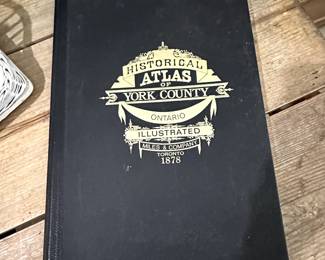 HISTORICAL
ATLAS
OF
YORK COUNTY
ONTARIO
ILLUSTRATED
MILES & COMPANY
TORONTO
1878